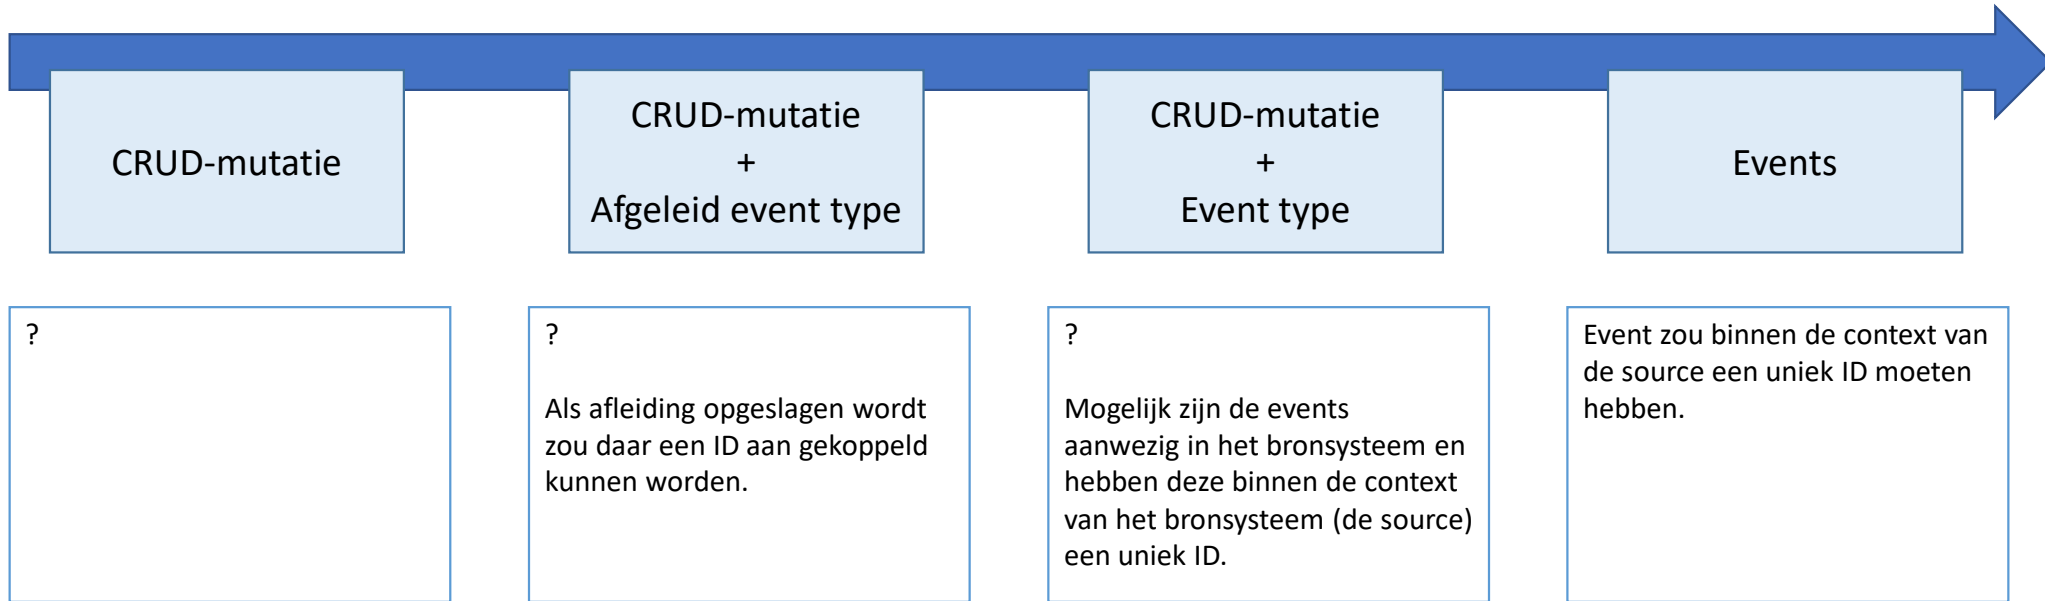 CRUD-mutatie
CRUD-mutatie
+
Afgeleid event type
CRUD-mutatie
+
Event type
Events
?
?
Als afleiding opgeslagen wordt
zou daar een ID aan gekoppeld
kunnen worden.
?
Mogelijk zijn de events
aanwezig in het bronsysteem en
hebben deze binnen de context
van het bronsysteem (de source)
een uniek ID.
Event zou binnen de context van
de source een uniek ID moeten
hebben.